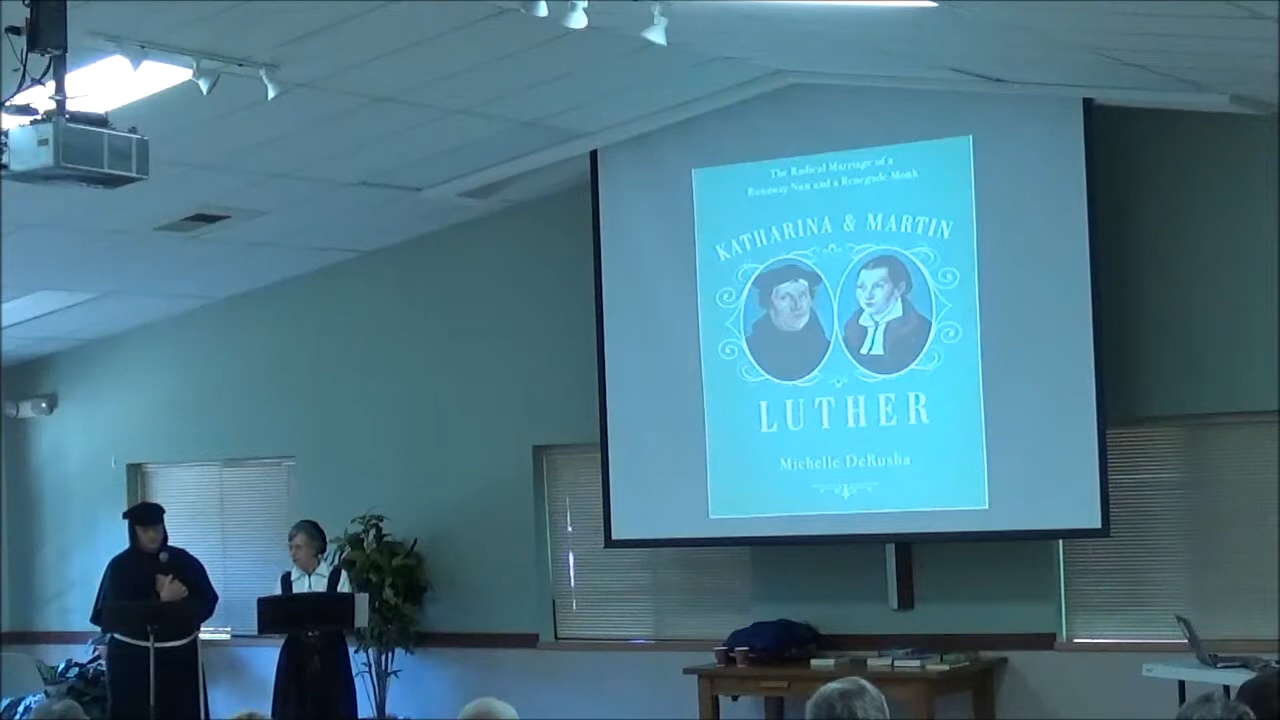 The Radical Marriage of a
Runaway Nun and a Renegade Monk
KATHARINA & MARTIN
LUTHER
Michelle DeRusha